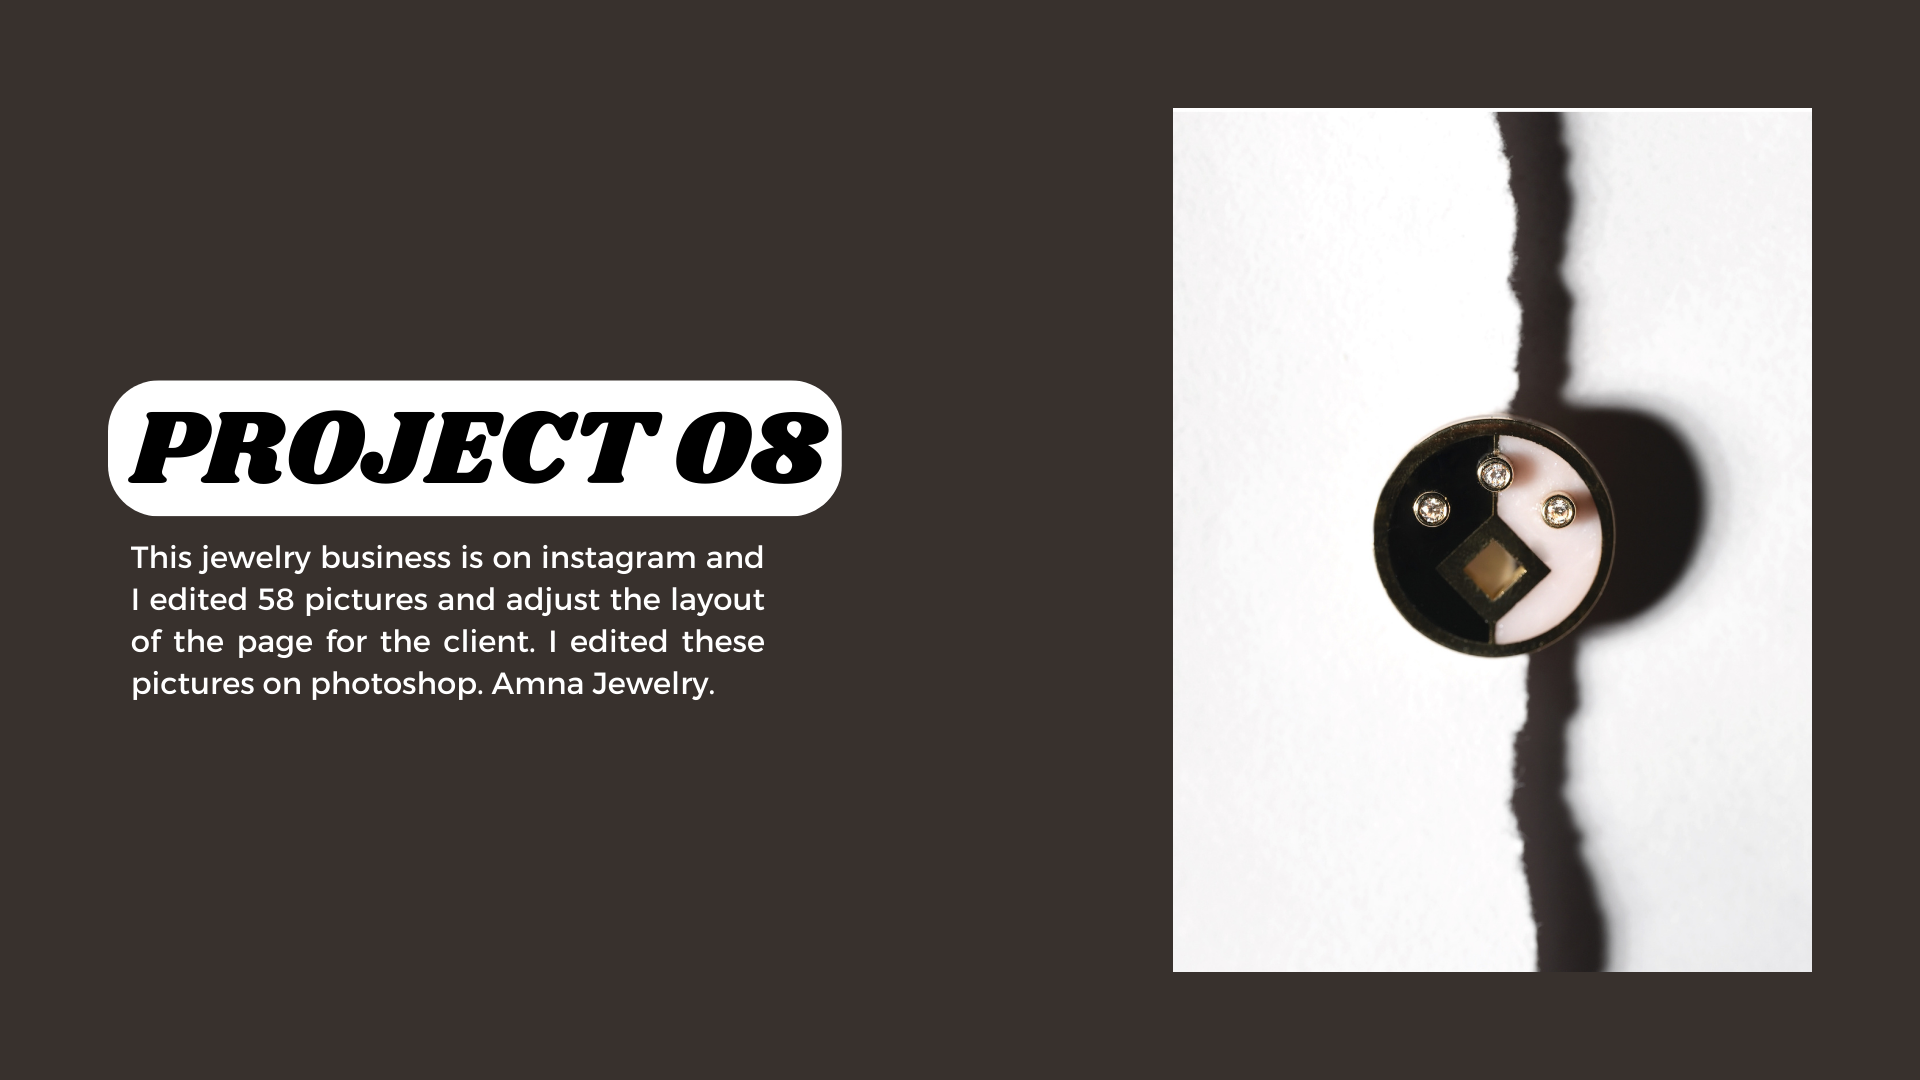 PROJECT 08
This jewelry business is on instagram and
I edited 58 pictures and adjust the layout
of the page for the client. I edited these
pictures on photoshop. Amna Jewelry.